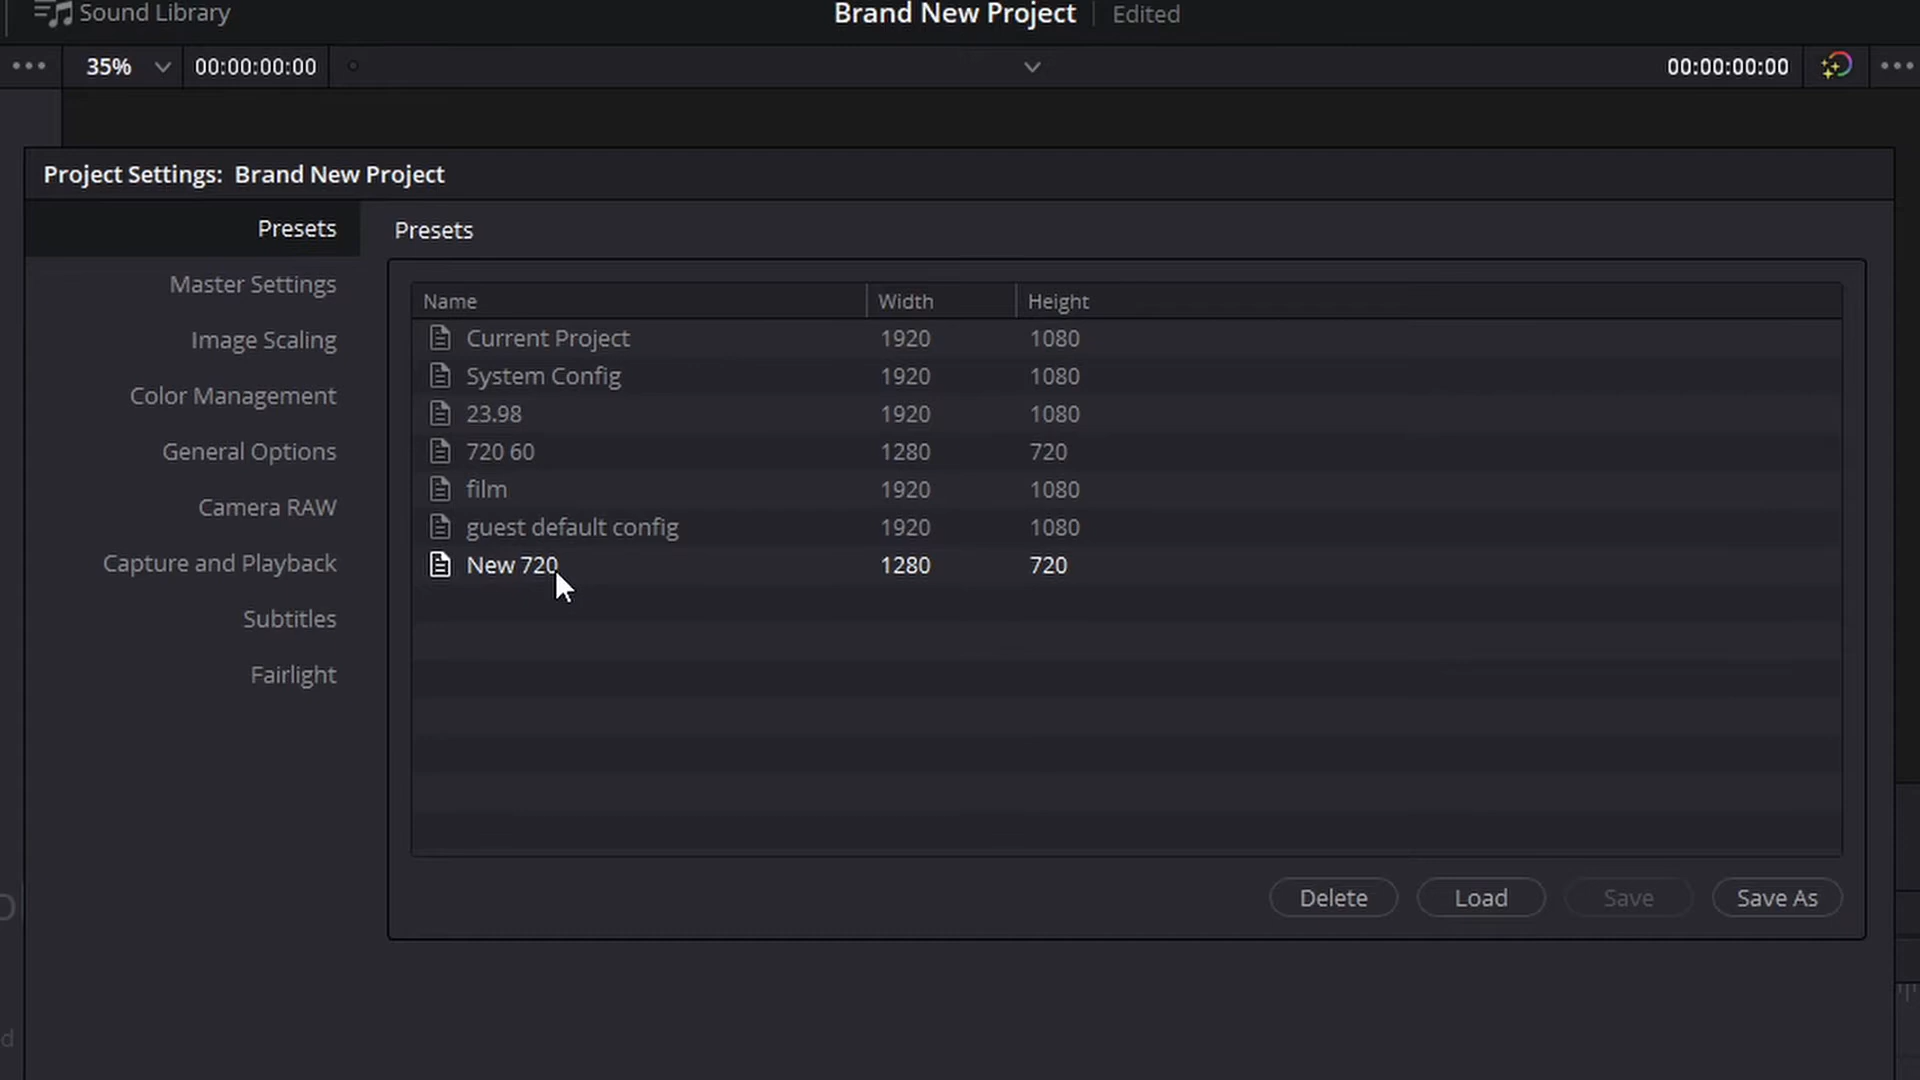 Sound Library
Brand New Project Edited
35% 00:00:00:00 00:00:00:00
Project Settings: Brand New Project
Presets
Master Settings
Image Scaling
Color Management
General Options
Camera RAW
Capture and Playback
Subtitles
Fairlight
Presets
Name Width Height
Current Project 1920 1080
System Config 1920 1080
23.98 1920 1080
720 60 1280 720
film 1920 1080
guest default config 1920 1080
New 720 1280 720
Delete Load Save Save As